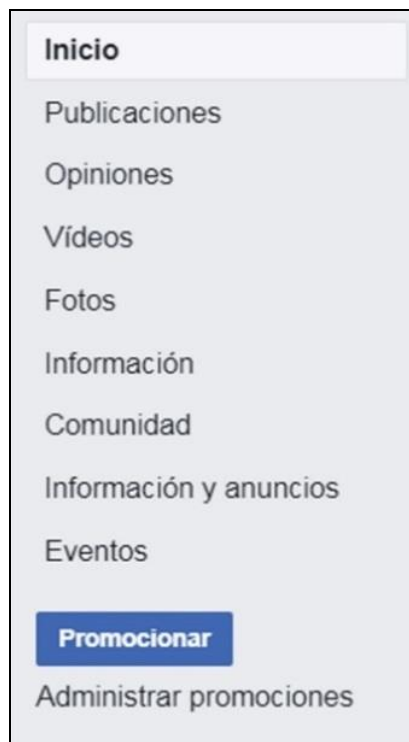 Inicio
Publicaciones
Opiniones
Vídeos
Fotos
Información
Comunidad
Información y anuncios
Eventos
Promocionar
Administrar promociones